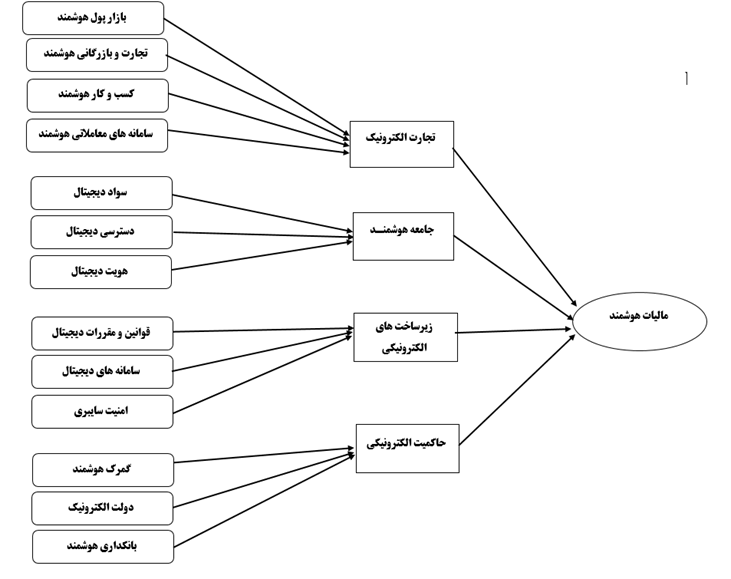 بازار پول هوشمند
تجارت و بازرگانی هوشمند
کسب و کار هوشمند
سامانه های معاملاتی هوشمند
تجارت الکترونیک
سواد دیجیتال
دسترسی دیجیتال
هویت دیجیتال
جامعه هوشمنــد
قوانین و مقررات دیجیتال
سامانه های دیجیتال
امنیت سایبری
زیرساخت های
الکترونیکی
گمرک هوشمند
دولت الکترونیک
بانکداری هوشمند
حاکمیت الکترونیکی
مالیات هوشمند
1